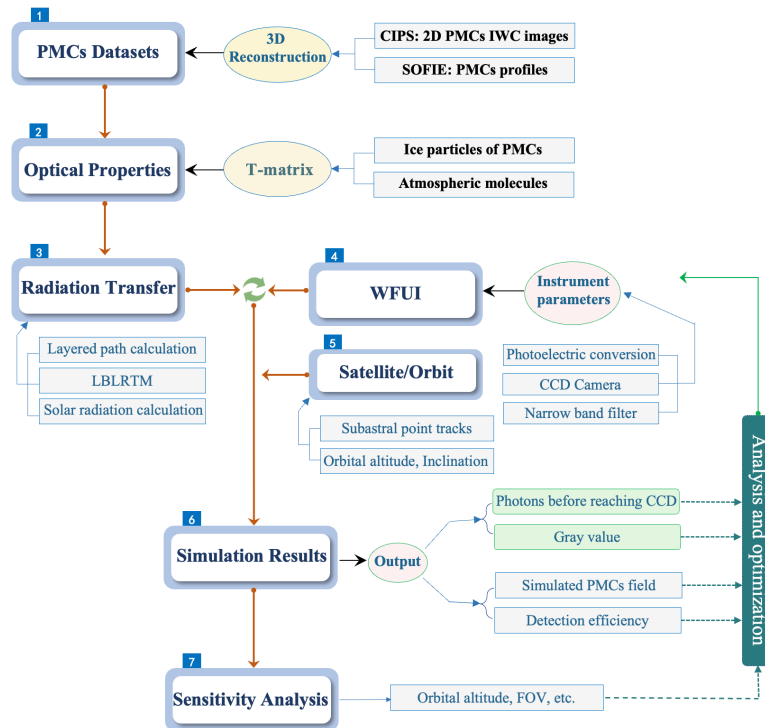 1
PMCs Datasets
3D
Reconstruction
CIPS: 2D PMCs IWC images
SOFIE: PMCs profiles
2
Optical Properties
T-matrix
Ice particles of PMCs
Atmospheric molecules
3
Radiation Transfer
4
WFUI
Instrument
parameters
Layered path calculation
LBLRTM
Solar radiation calculation
5
Satellite/Orbit
Photoelectric conversion
CCD Camera
Narrow band filter
Subastral point tracks
Orbital altitude, Inclination
6
Simulation Results
Output
Photons before reaching CCD
Gray value
Simulated PMCs field
Detection efficiency
Analysis and optimization
7
Sensitivity Analysis
Orbital altitude, FOV, etc.